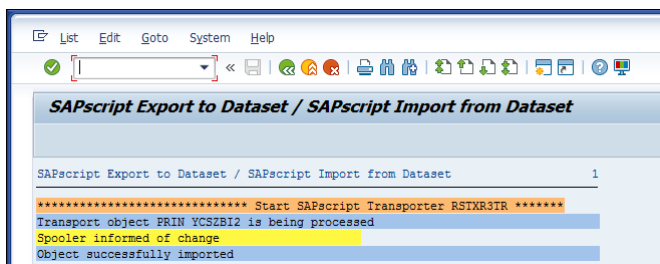 List Edit Goto System Help
SAPscript Export to Dataset / SAPscript Import from Dataset
SAPscript Export to Dataset / SAPscript Import from Dataset 1
***************************** Start SAPscript Transporter RSTXR3TR *******
Transport object PRIN YCSZBI2 is being processed
Spooler informed of change
Object successfully imported